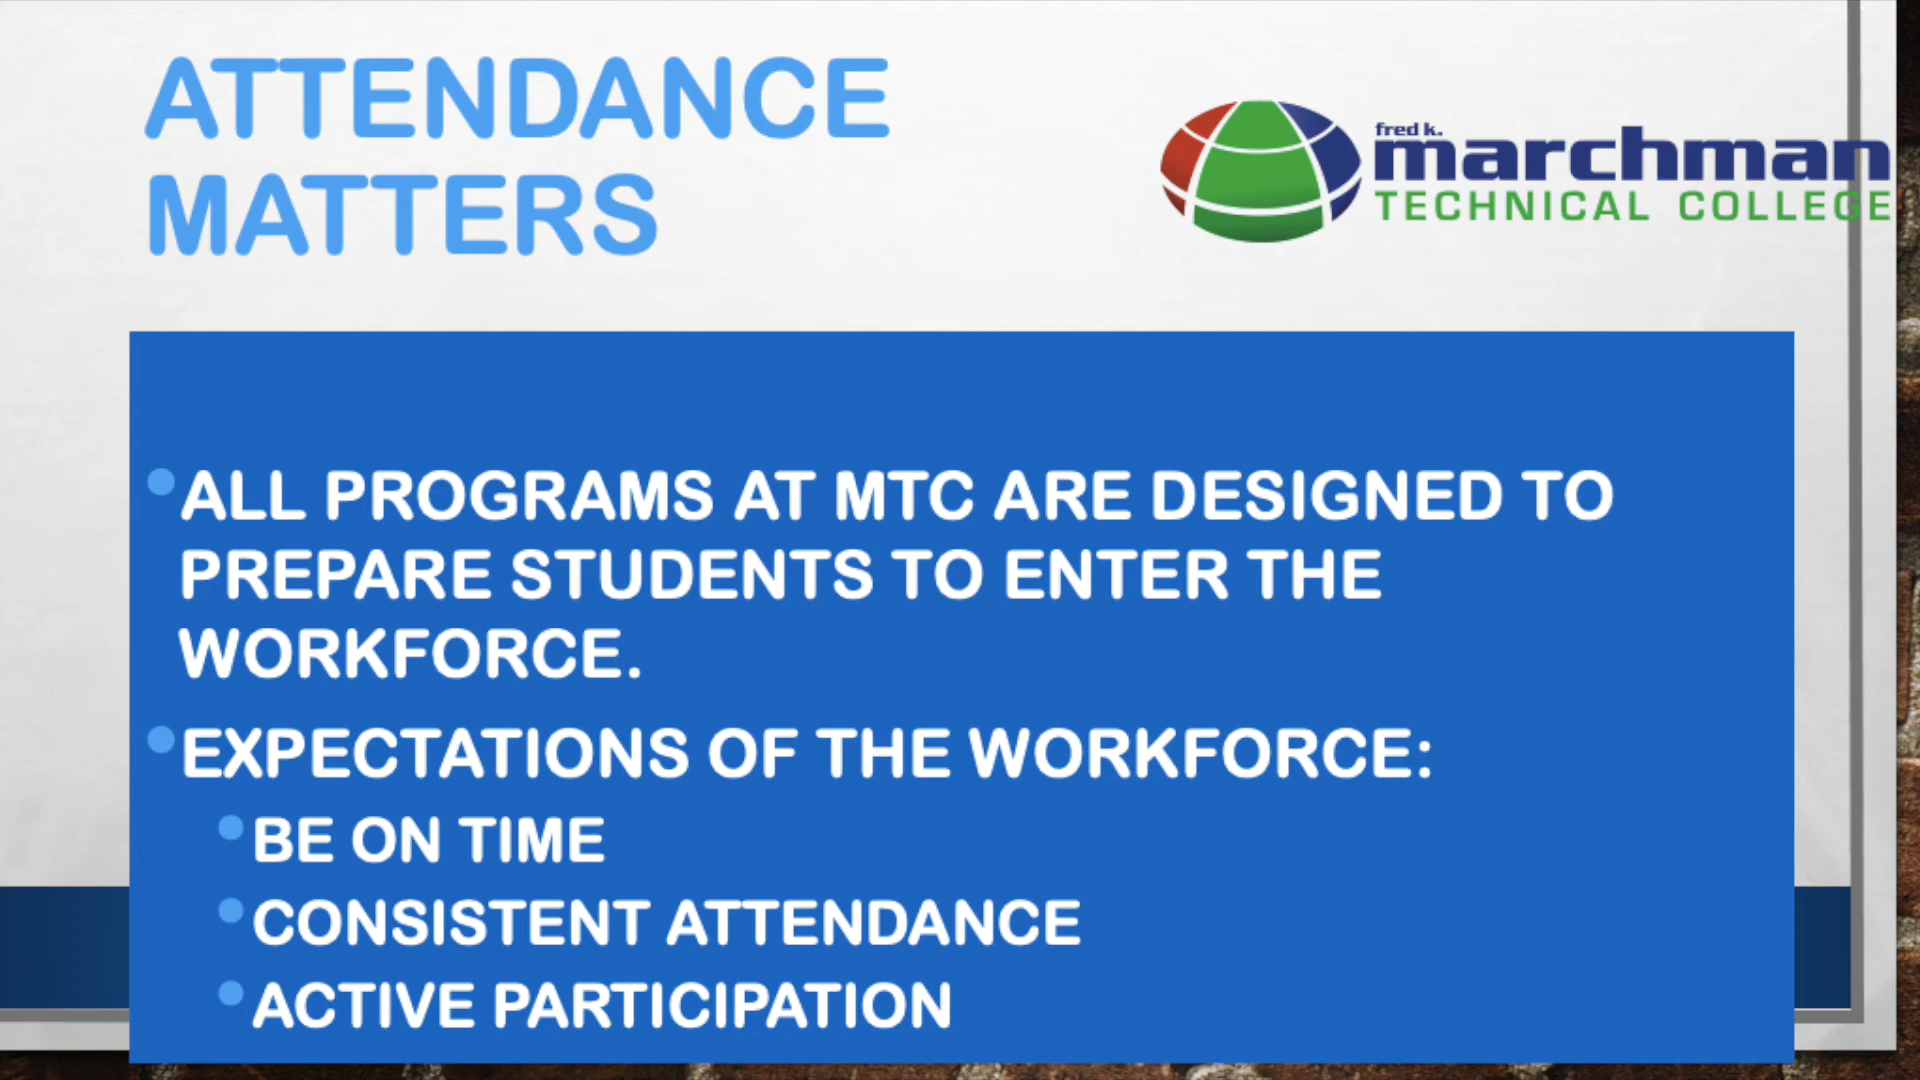 ATTENDANCE
MATTERS
fred k.
marchman
TECHNICAL COLLEGE
ALL PROGRAMS AT MTC ARE DESIGNED TO
PREPARE STUDENTS TO ENTER THE
WORKFORCE.
EXPECTATIONS OF THE WORKFORCE:
BE ON TIME
CONSISTENT ATTENDANCE
ACTIVE PARTICIPATION